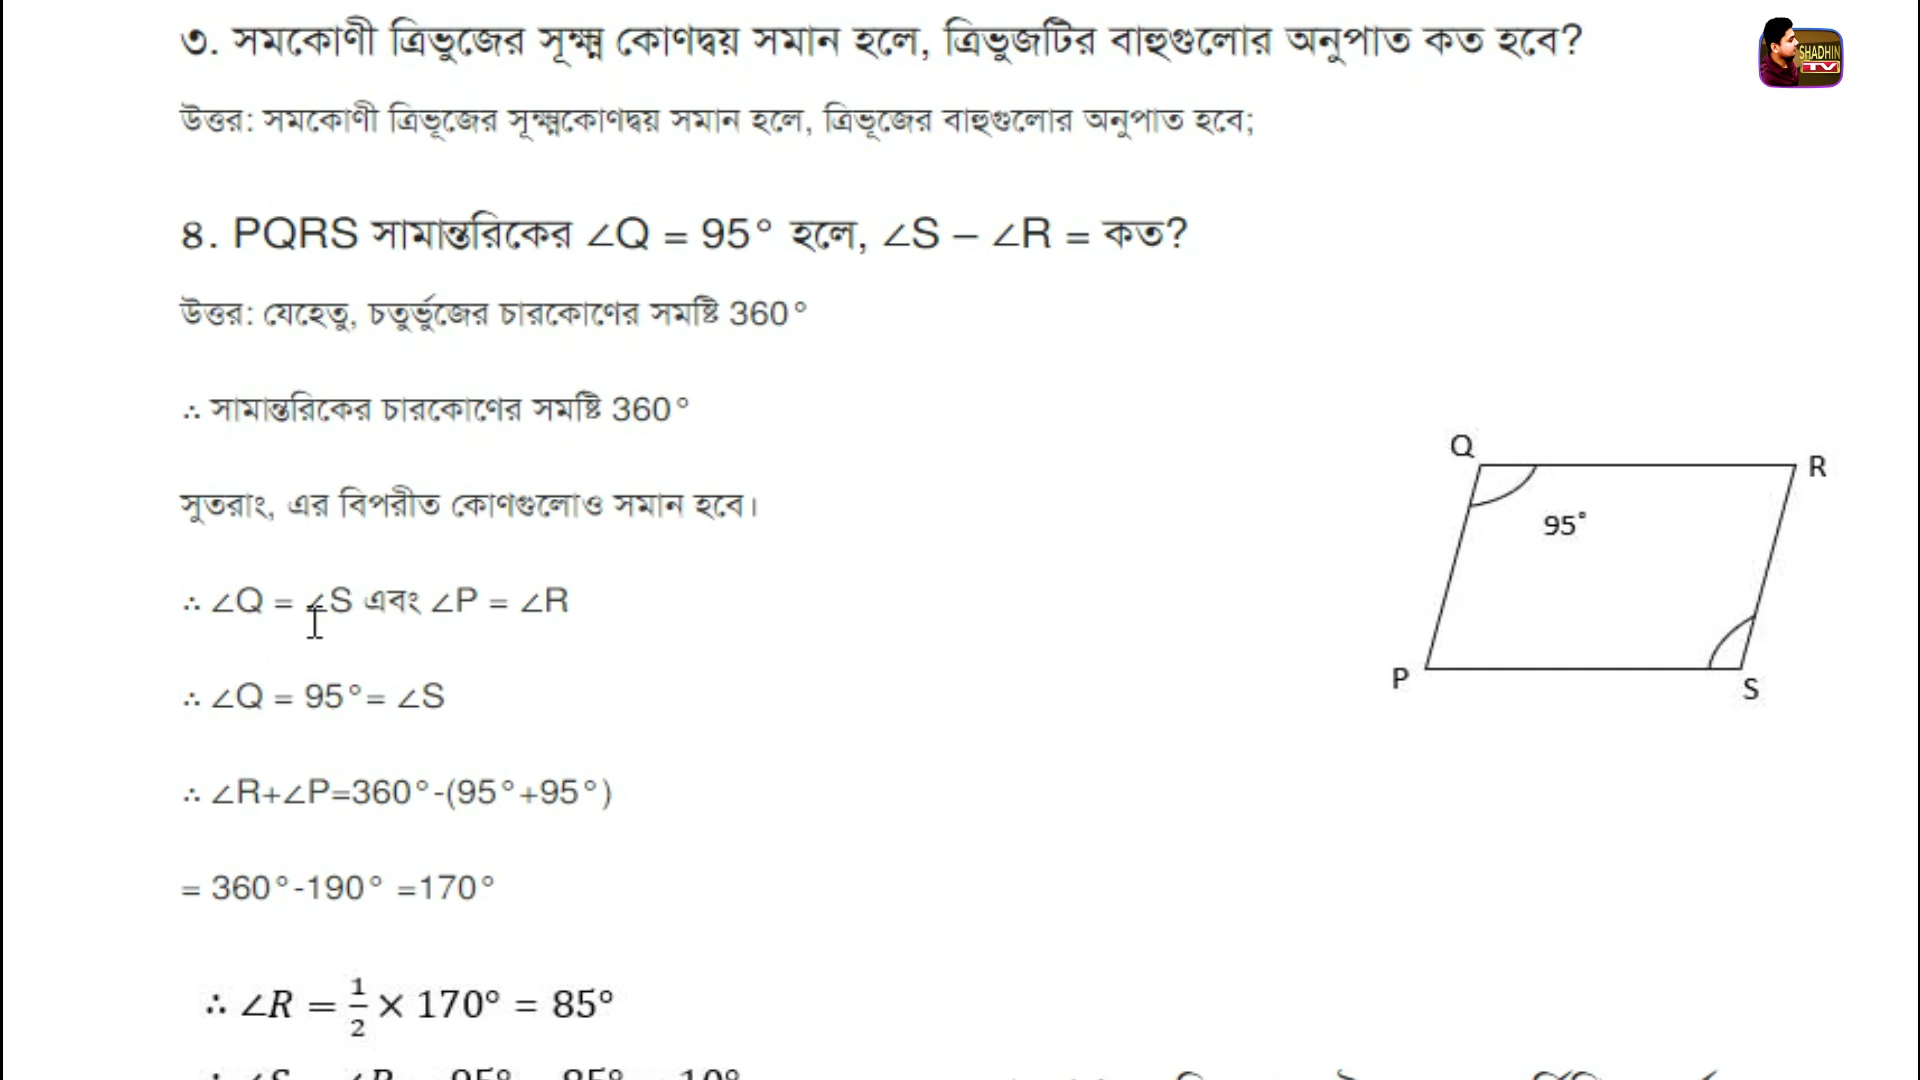 ৩. সমকোণী ত্রিভুজের সূক্ষ্ম কোণদ্বয় সমান হলে, ত্রিভুজটির বাহুগুলোর অনুপাত কত হবে?
SHADHIN
TV
উত্তর: সমকোণী ত্রিভূজের সূক্ষ্মকোণদ্বয় সমান হলে, ত্রিভূজের বাহুগুলোর অনুপাত হবে;
৪. PQRS সামান্তরিকের ∠Q = 95° হলে, ∠S – ∠R = কত?
উত্তর: যেহেতু, চতুর্ভুজের চারকোণের সমষ্টি 360°
∴ সামান্তরিকের চারকোণের সমষ্টি 360°
সুতরাং, এর বিপরীত কোণগুলোও সমান হবে।
∴ ∠Q = ∠S এবং ∠P = ∠R
∴ ∠Q = 95°= ∠S
∴ ∠R+∠P=360°-(95°+95°)
= 360°-190° =170°
∴ ∠R = 1/2 × 170° = 85°
Q
R
95°
P
S